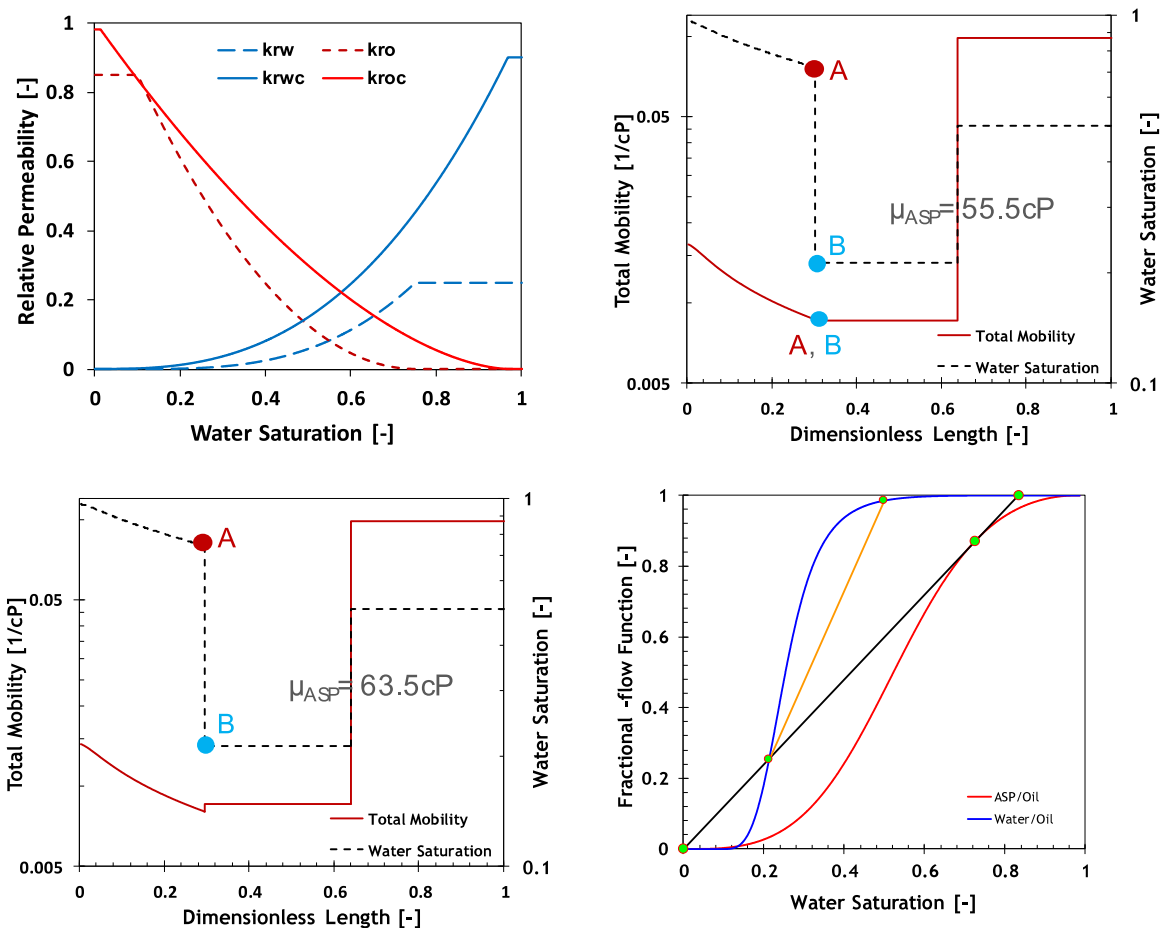 Relative Permeability [-]
1
0.8
0.6
0.4
0.2
0
krw
kro
krwc
kroc
0 0.2 0.4 0.6 0.8 1
Water Saturation [-]
Total Mobility [1/cP]
0.05
0.005
A
μASP= 55.5cP
B
A, B
Total Mobility
Water Saturation
1
0.1
Water Saturation [-]
0 0.2 0.4 0.6 0.8 1
Dimensionless Length [-]
Total Mobility [1/cP]
0.05
0.005
A
μASP= 63.5cP
B
Total Mobility
Water Saturation
1
0.1
Water Saturation [-]
0 0.2 0.4 0.6 0.8 1
Dimensionless Length [-]
Fractional -flow Function [-]
1
0.8
0.6
0.4
0.2
0
ASP/Oil
Water/Oil
0 0.2 0.4 0.6 0.8 1
Water Saturation [-]